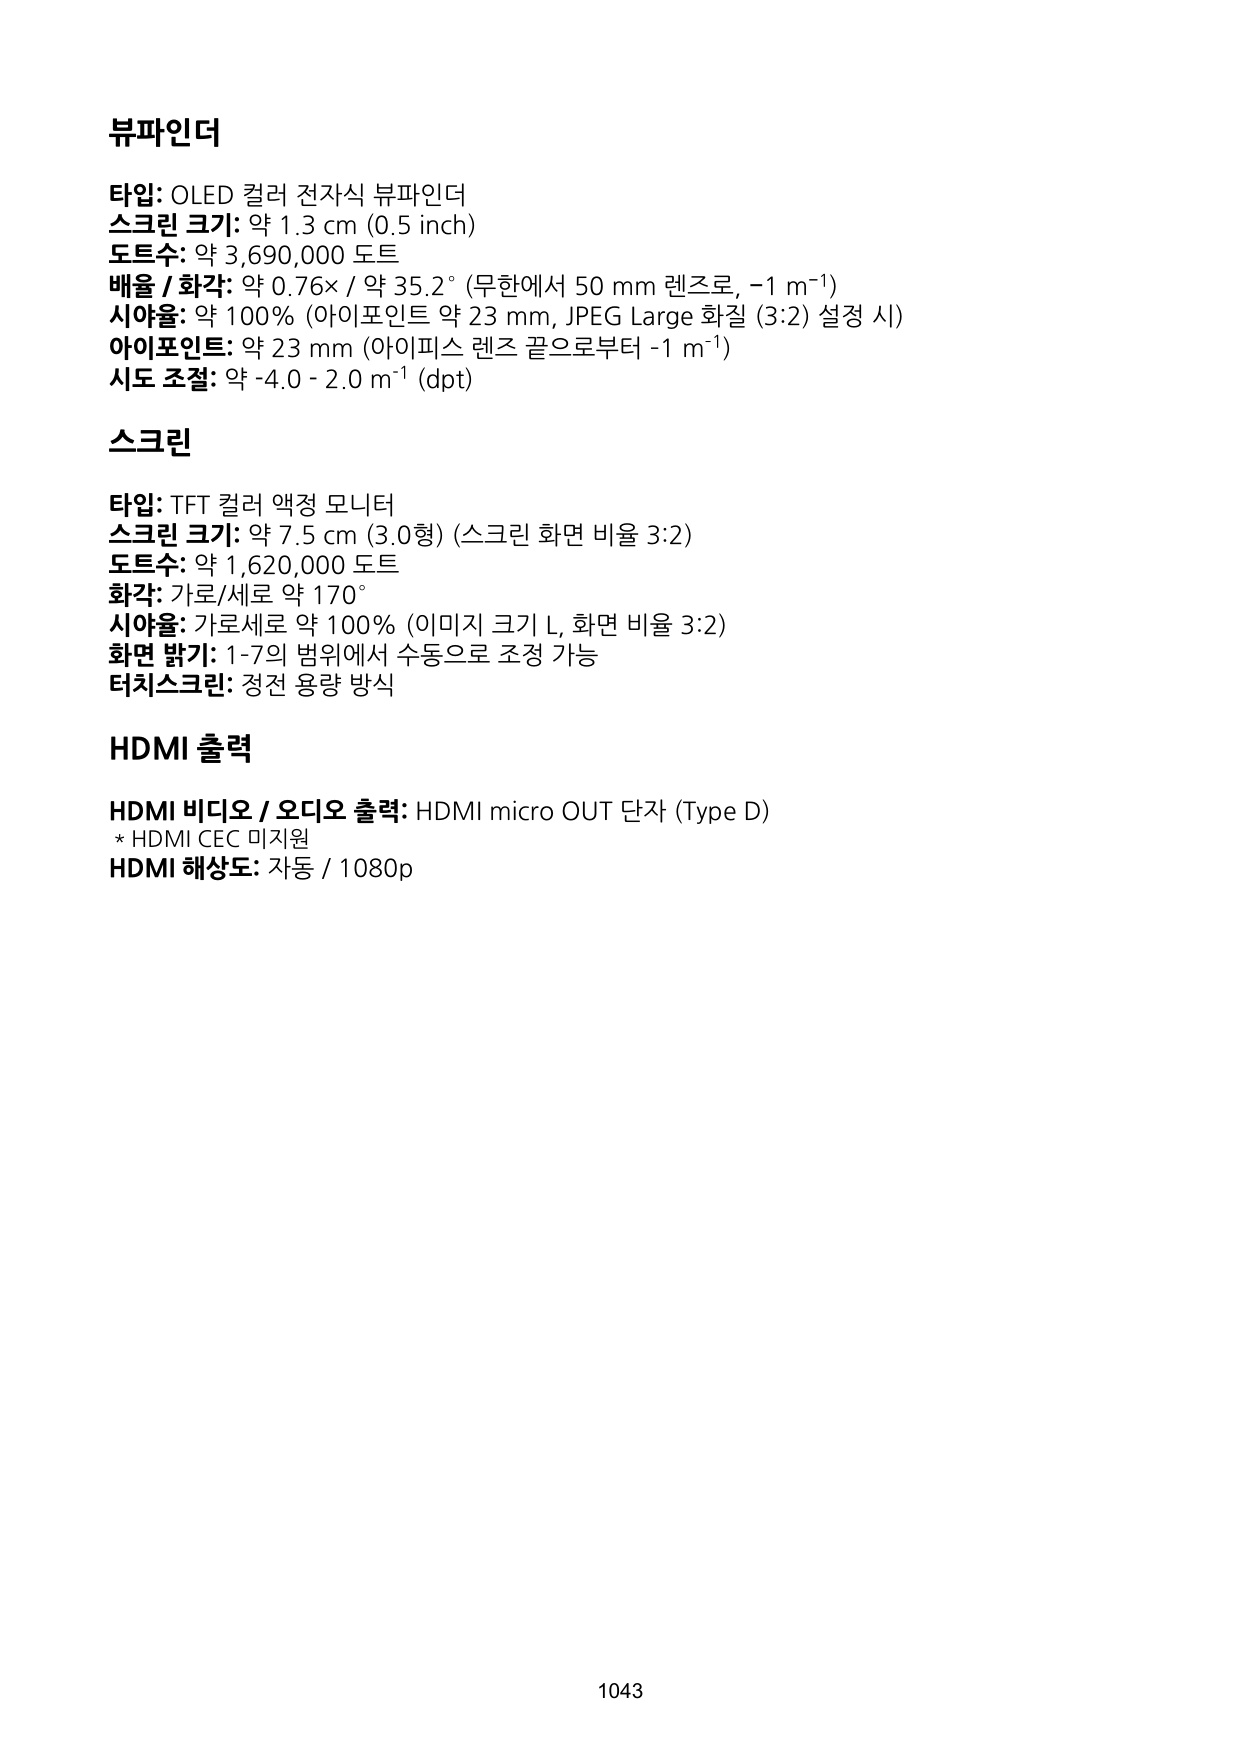 뷰파인더
타입: OLED 컬러 전자식 뷰파인더
스크린 크기: 약 1.3 cm (0.5 inch)
도트수: 약 3,690,000 도트
배율 / 화각: 약 0.76× / 약 35.2° (무한에서 50 mm 렌즈로, −1 m⁻¹)
시야율: 약 100% (아이포인트 약 23 mm, JPEG Large 화질 (3:2) 설정 시)
아이포인트: 약 23 mm (아이피스 렌즈 끝으로부터 -1 m⁻¹)
시도 조절: 약 -4.0 - 2.0 m⁻¹ (dpt)
스크린
타입: TFT 컬러 액정 모니터
스크린 크기: 약 7.5 cm (3.0형) (스크린 화면 비율 3:2)
도트수: 약 1,620,000 도트
화각: 가로/세로 약 170°
시야율: 가로세로 약 100% (이미지 크기 L, 화면 비율 3:2)
화면 밝기: 1-7의 범위에서 수동으로 조정 가능
터치스크린: 정전 용량 방식
HDMI 출력
HDMI 비디오 / 오디오 출력: HDMI micro OUT 단자 (Type D)
* HDMI CEC 미지원
HDMI 해상도: 자동 / 1080p
1043